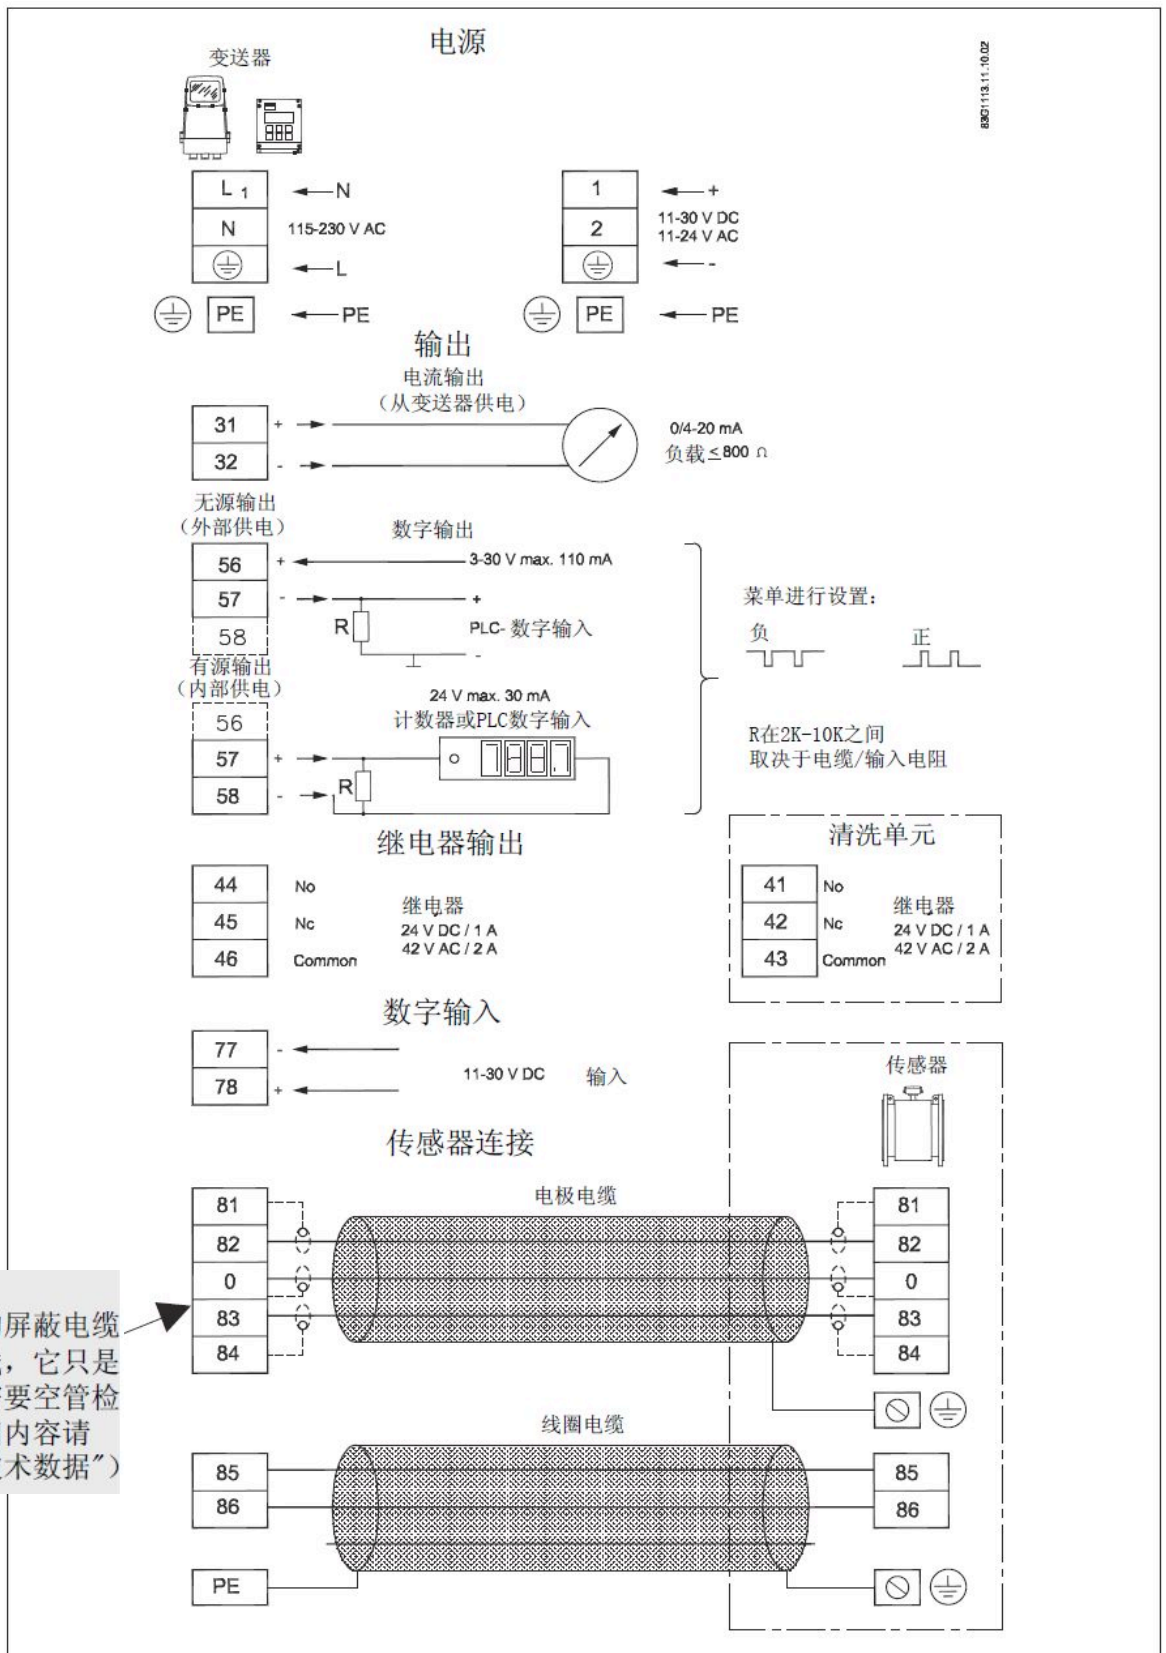 电源
变送器
83G1113.11.10.02
L 1
N
N
115-230 V AC
L
PE
PE
1
+
2
11-30 V DC
11-24 V AC
-
PE
PE
输出
电流输出
（从变送器供电）
31 +
32 -
0/4-20 mA
负载 ≤ 800 Ω
无源输出
（外部供电）
数字输出
56 +
3-30 V max. 110 mA
57 -
+
R
PLC- 数字输入
58
-
有源输出
（内部供电）
24 V max. 30 mA
计数器或PLC数字输入
56
57 +
R
58 -
菜单进行设置:
负
正
R在2K-10K之间
取决于电缆/输入电阻
继电器输出
44 No
45 Nc
46 Common
继电器
24 V DC / 1 A
42 V AC / 2 A
清洗单元
41 No
42 Nc
43 Common
继电器
24 V DC / 1 A
42 V AC / 2 A
数字输入
77 -
78 +
11-30 V DC 输入
传感器
传感器连接
电极电缆
81
82
0
83
84
81
82
0
83
84
屏蔽电缆
，它只是
要空管检
内容请
术数据"）
线圈电缆
85
86
PE
85
86